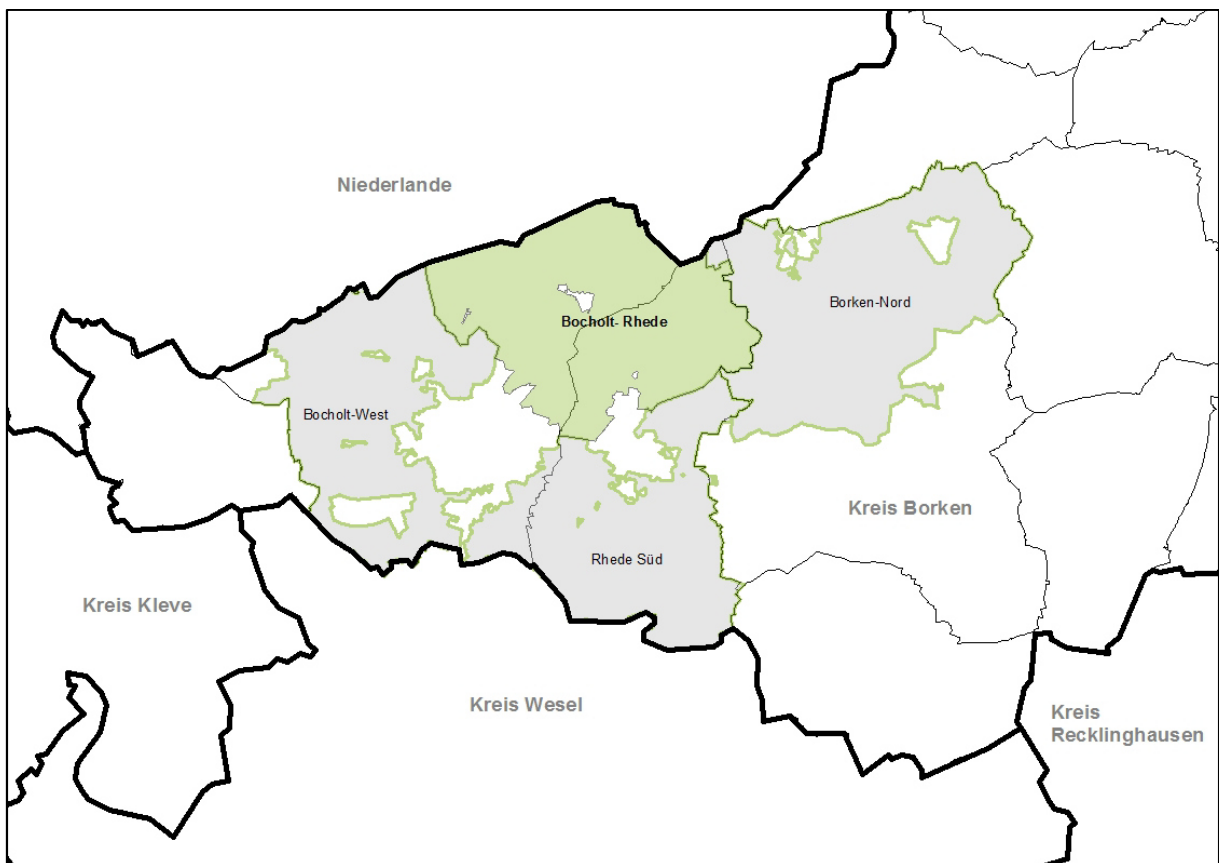 Niederlande
Borken-Nord
Bocholt- Rhede
Bocholt-West
Kreis Borken
Rhede Süd
Kreis Kleve
Kreis Wesel
Kreis
Recklinghausen